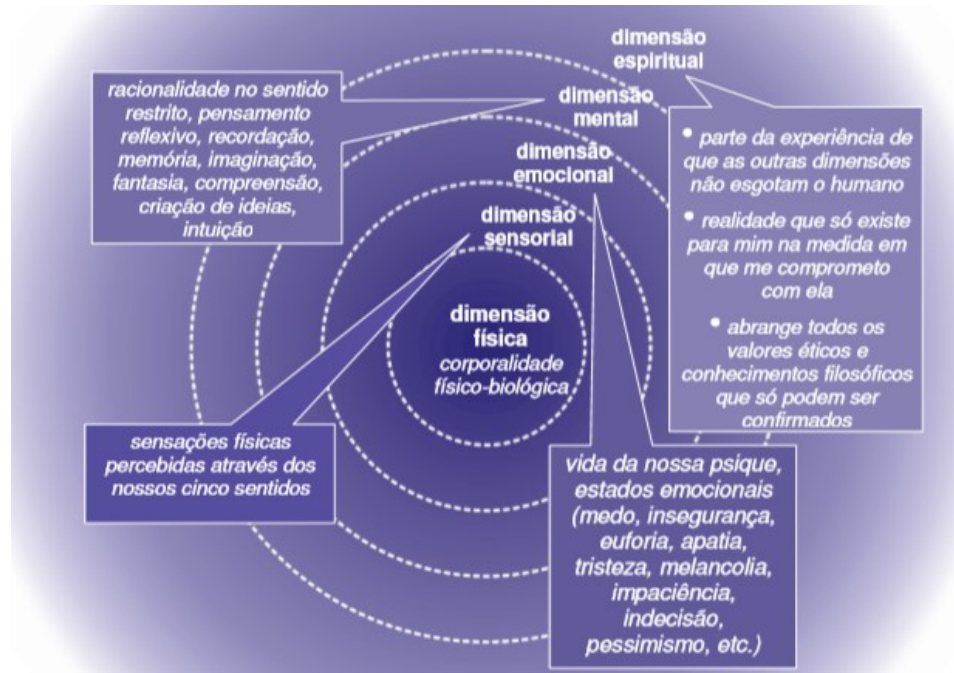 dimensão
espiritual
racionalidade no sentido
restrito, pensamento
reflexivo, recordação,
memória, imaginação,
fantasia, compreensão,
criação de ideias,
intuição
dimensão
mental
• parte da experiência de
que as outras dimensões
não esgotam o humano
• realidade que só existe
para mim na medida em
que me comprometo
com ela
• abrange todos os
valores éticos e
conhecimentos filosóficos
que só podem ser
confirmados
dimensão
emocional
dimensão
sensorial
dimensão
física
corporalidade
físico-biológica
sensações físicas
percebidas através dos
nossos cinco sentidos
vida da nossa psique,
estados emocionais
(medo, insegurança,
euforia, apatia,
tristeza, melancolia,
impaciência,
indecisão,
pessimismo, etc.)